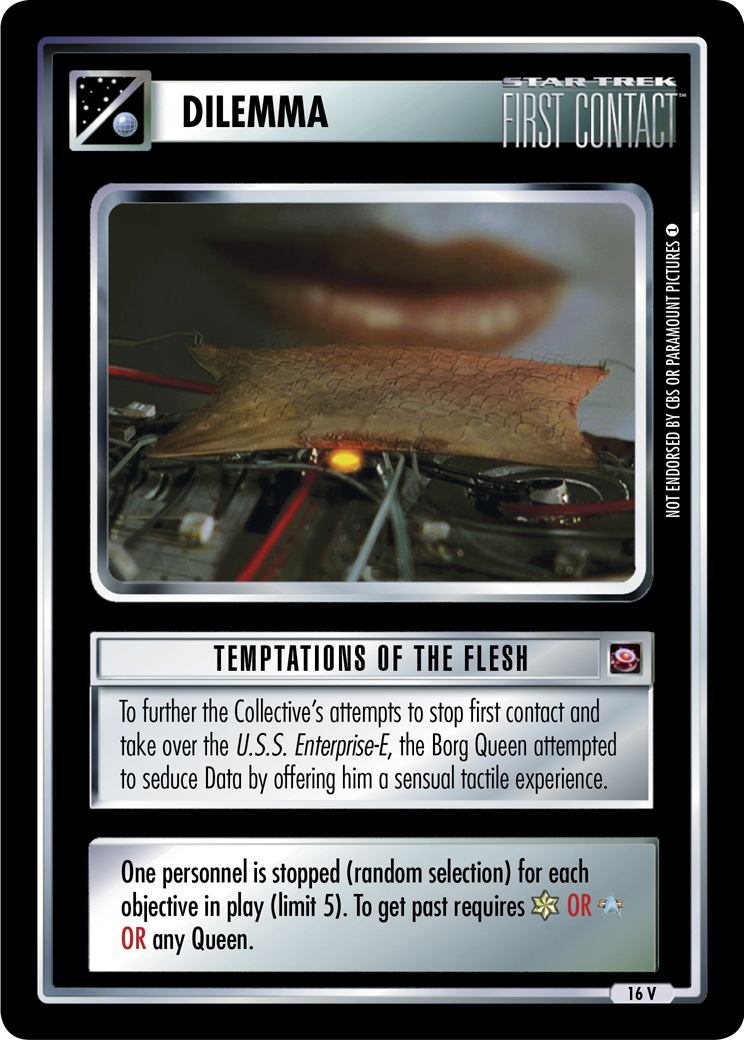 DILEMMA
STAR TREK
FIRST CONTACT™
NOT ENDORSED BY CBS OR PARAMOUNT PICTURES 1
TEMPTATIONS OF THE FLESH
To further the Collective's attempts to stop first contact and
take over the U.S.S. Enterprise-E, the Borg Queen attempted
to seduce Data by offering him a sensual tactile experience.
One personnel is stopped (random selection) for each
objective in play (limit 5). To get past requires OR
OR any Queen.
16 V